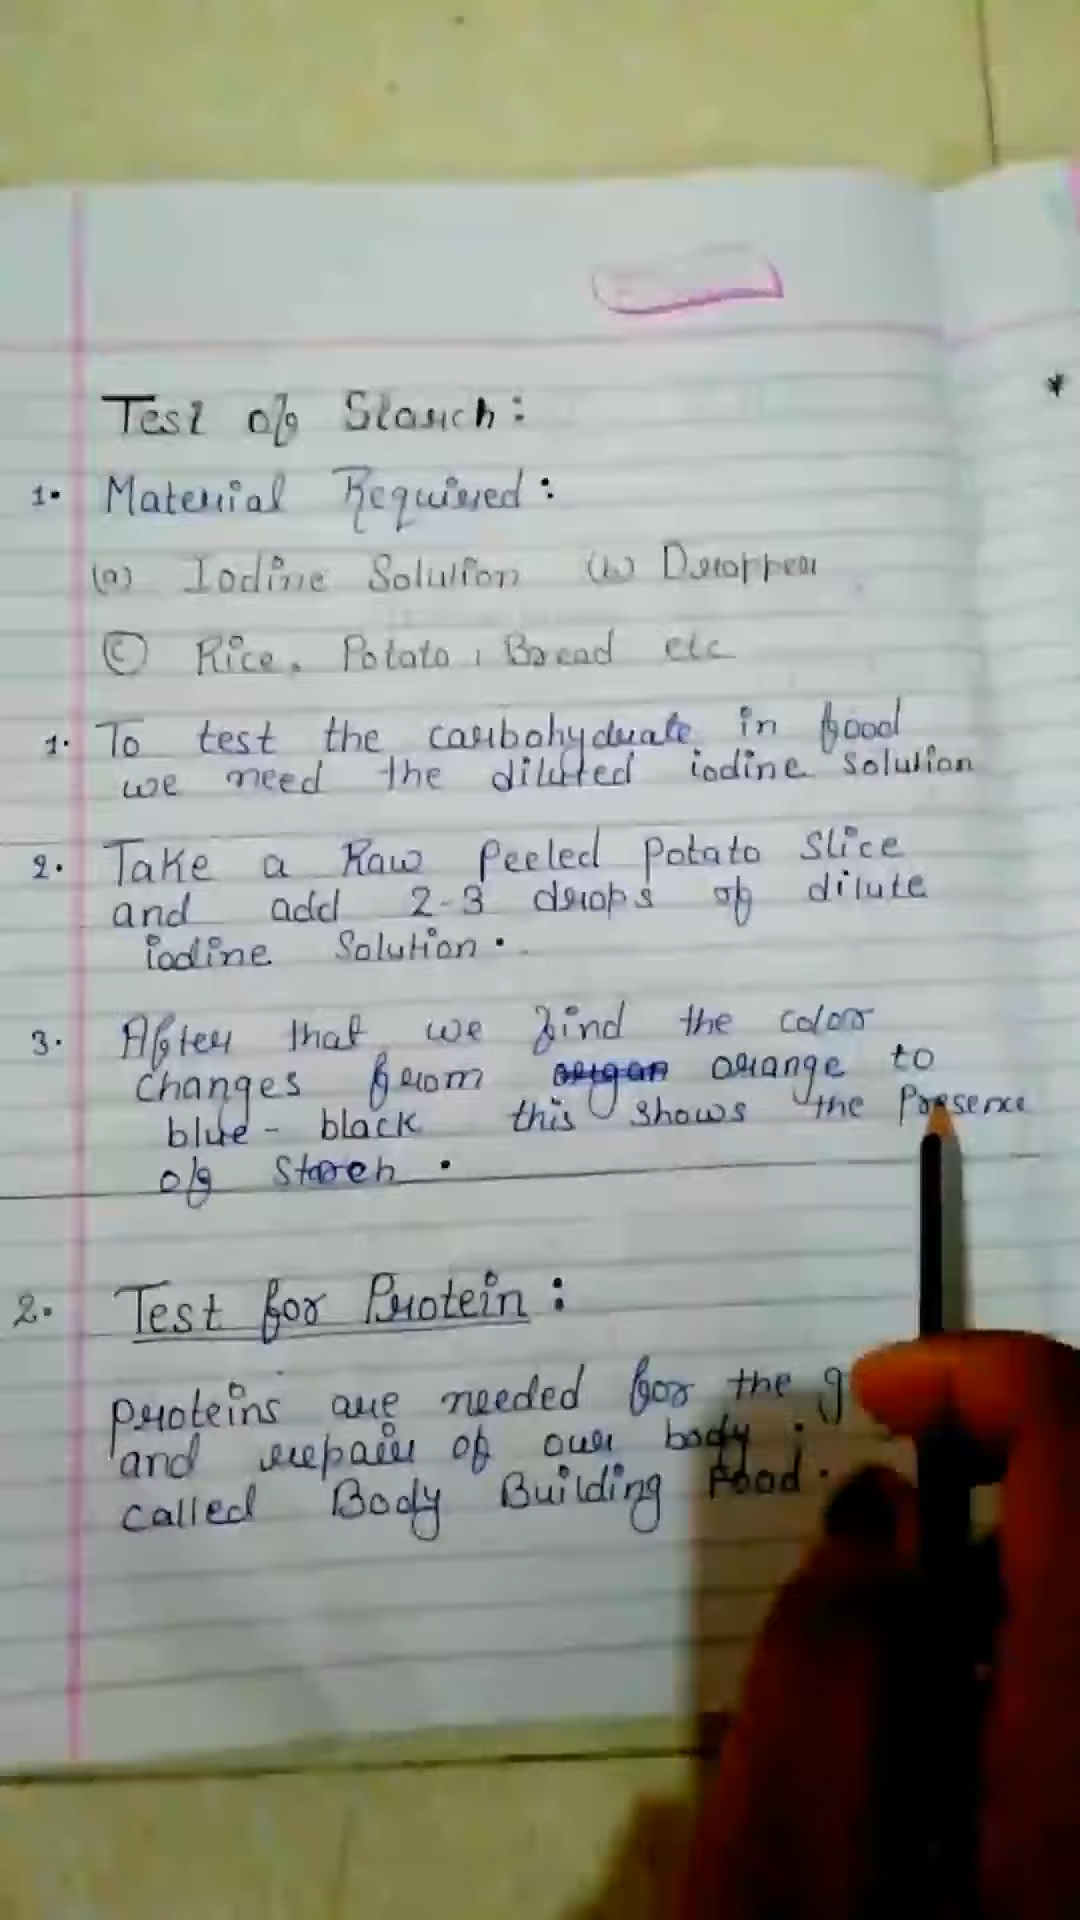 Test of Starch:
1. Material Required:
(a) Iodine Solution (b) Dropper
(c) Rice, Potato, Bread etc
1. To test the carbohydrate in food
we need the diluted iodine solution
2. Take a Raw Peeled Potato Slice
and add 2-3 drops of dilute
iodine Solution.
3. After that we find the color
changes from orange to
blue-black this shows the Presence
of Starch.
2. Test for Protein:
proteins are needed for the g
and repair of our body.
called Body Building Food.